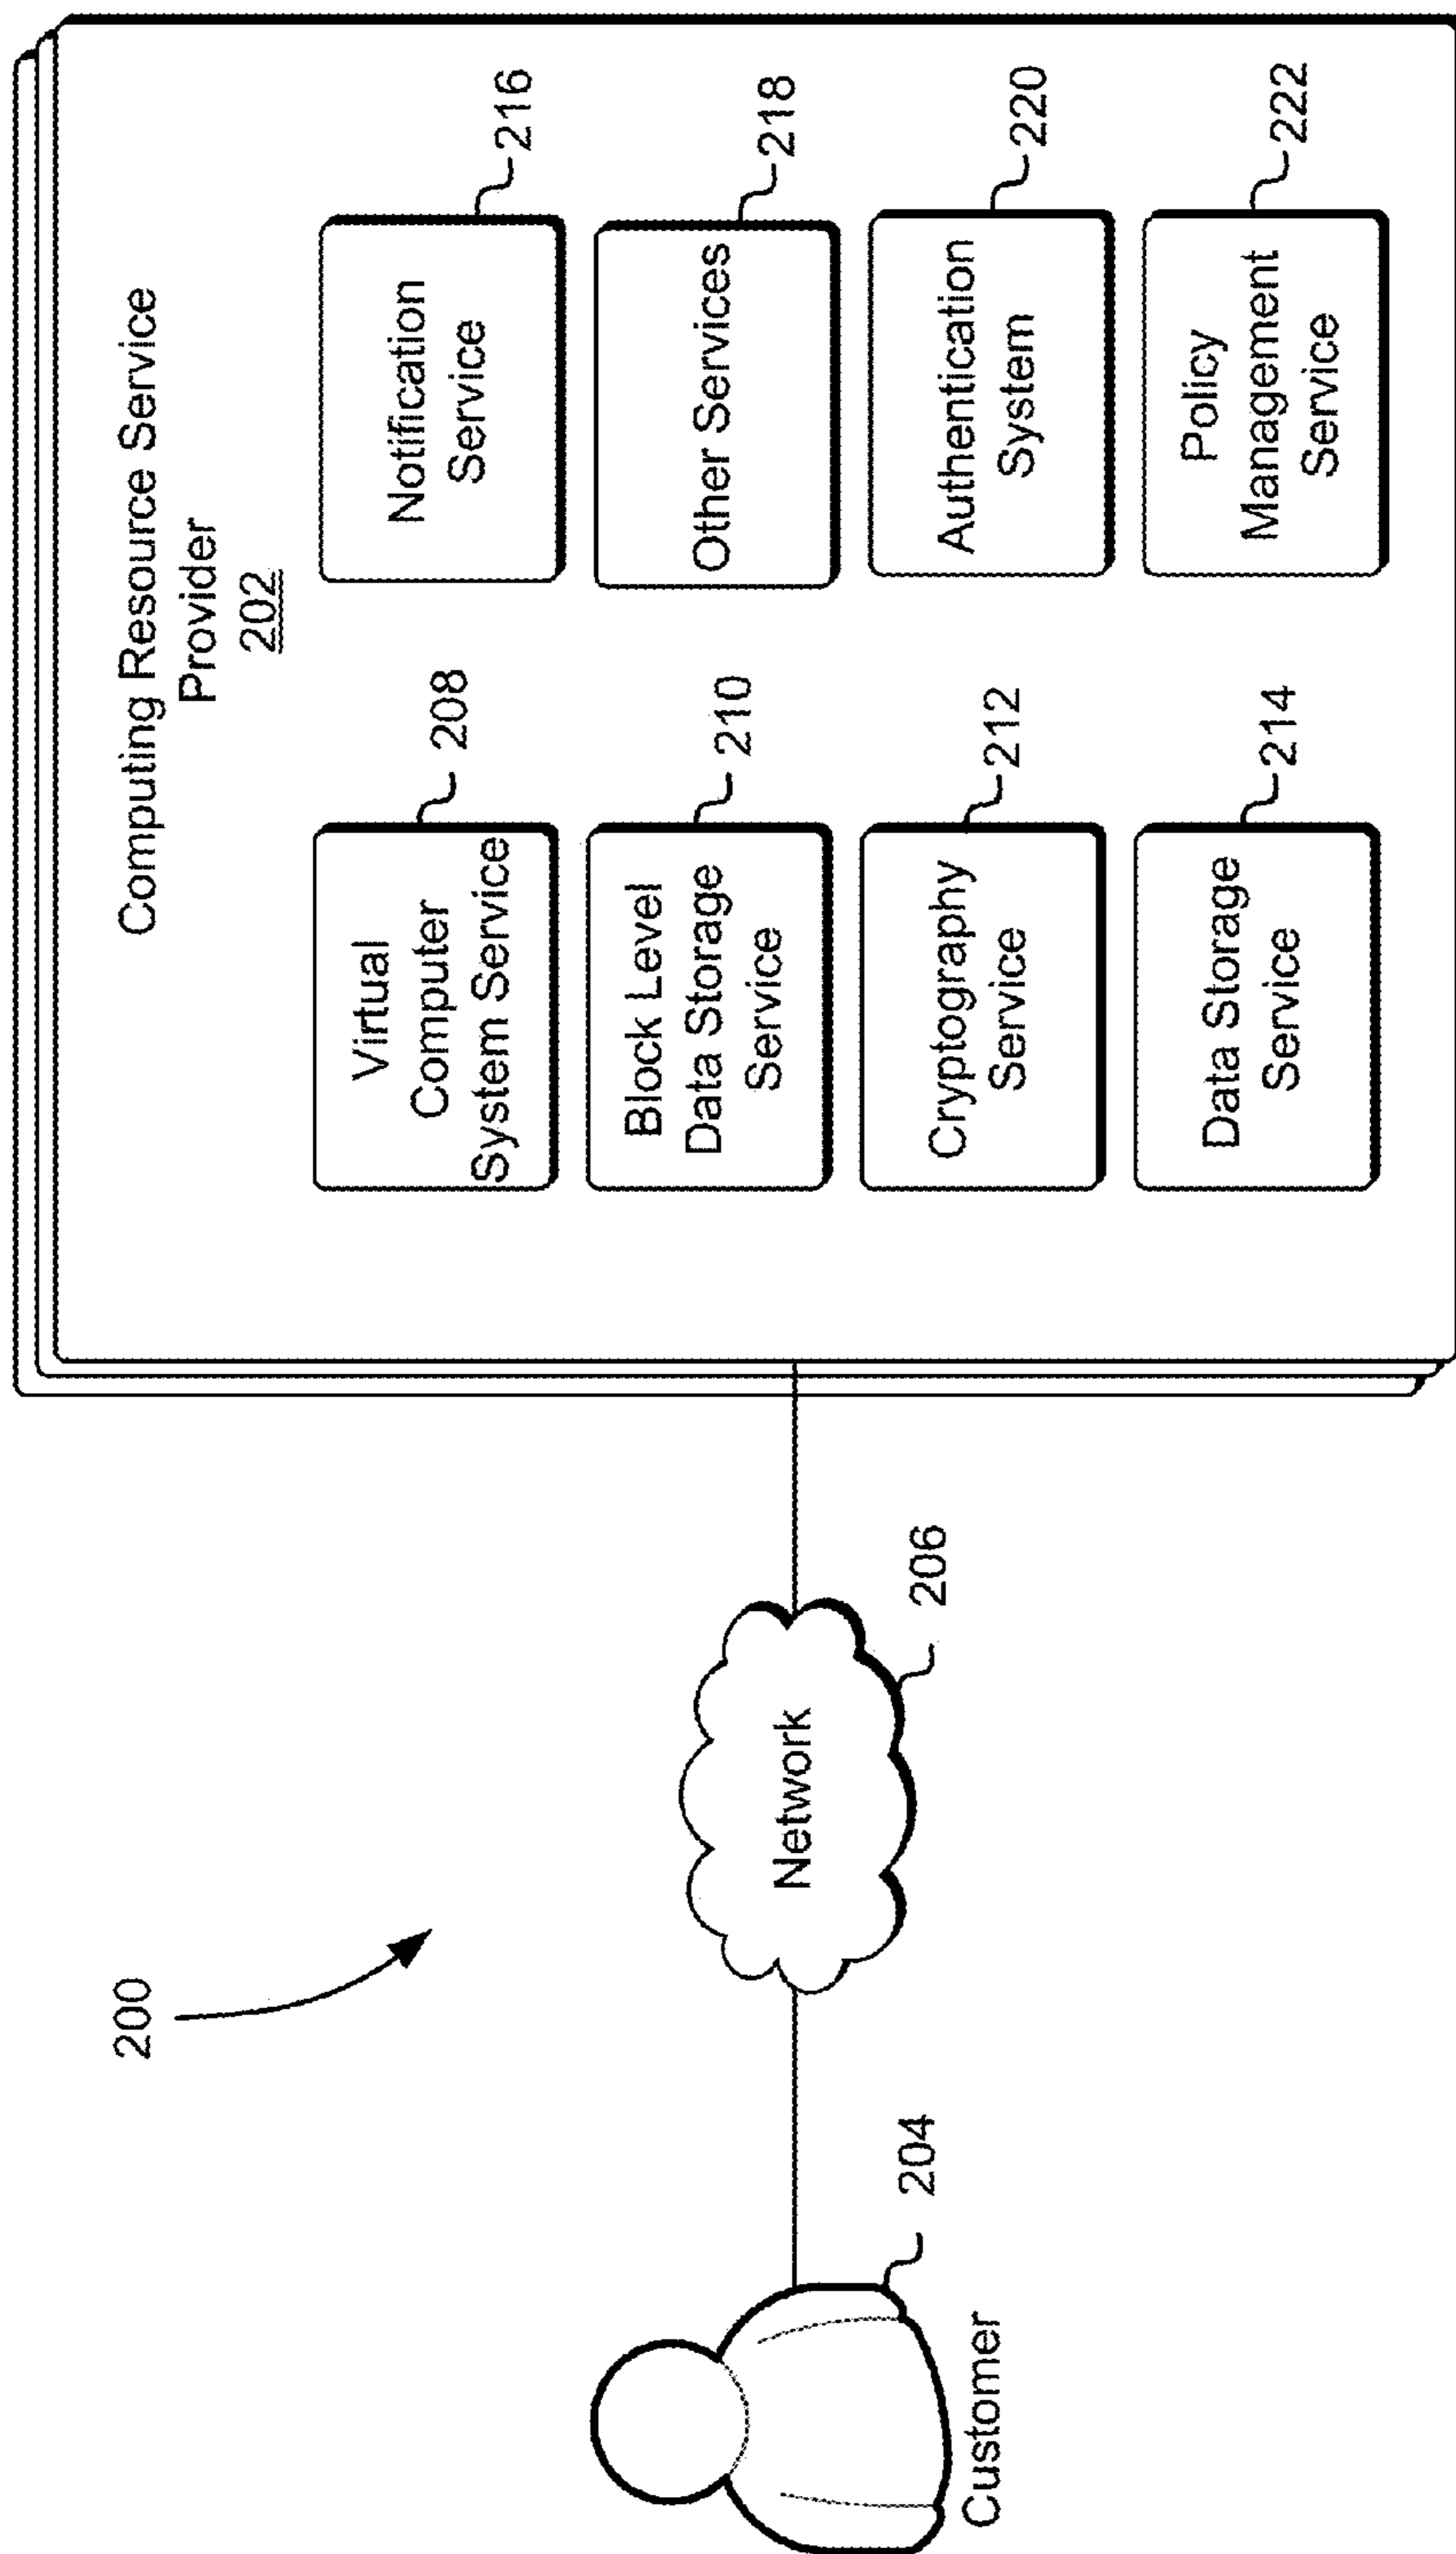 200
Computing Resource Service
Provider
202
Virtual
Computer
System Service
208
Notification
Service
216
Block Level
Data Storage
Service
210
Other Services
218
Network
206
Cryptography
Service
212
Authentication
System
220
Customer
204
Data Storage
Service
214
Policy
Management
Service
222